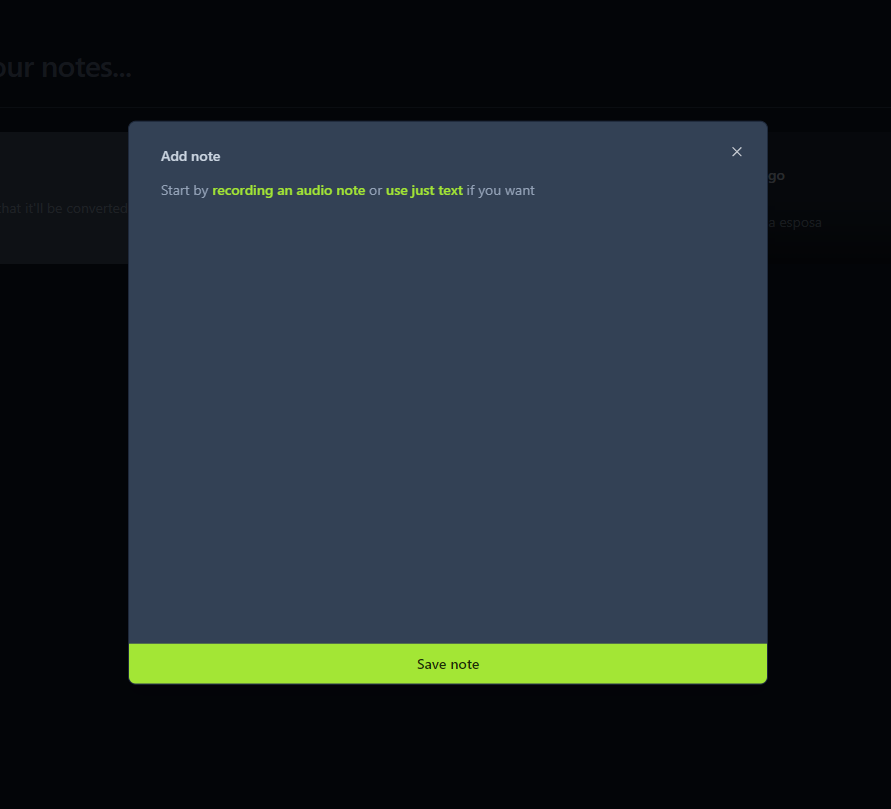 our notes...
Add note
go
Start by recording an audio note or use just text if you want
that it'll be converted
a esposa
Save note